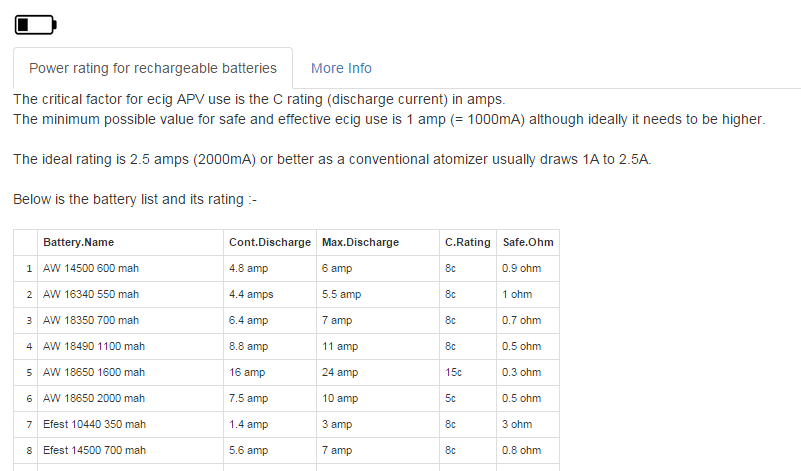 Power rating for rechargeable batteries More Info
The critical factor for ecig APV use is the C rating (discharge current) in amps.
The minimum possible value for safe and effective ecig use is 1 amp (= 1000mA) although ideally it needs to be higher.
The ideal rating is 2.5 amps (2000mA) or better as a conventional atomizer usually draws 1A to 2.5A.
Below is the battery list and its rating :-
Battery.Name Cont.Discharge Max.Discharge C.Rating Safe.Ohm
1 AW 14500 600 mah 4.8 amp 6 amp 8c 0.9 ohm
2 AW 16340 550 mah 4.4 amps 5.5 amp 8c 1 ohm
3 AW 18350 700 mah 6.4 amp 7 amp 8c 0.7 ohm
4 AW 18490 1100 mah 8.8 amp 11 amp 8c 0.5 ohm
5 AW 18650 1600 mah 16 amp 24 amp 15c 0.3 ohm
6 AW 18650 2000 mah 7.5 amp 10 amp 5c 0.5 ohm
7 Efest 10440 350 mah 1.4 amp 3 amp 8c 3 ohm
8 Efest 14500 700 mah 5.6 amp 7 amp 8c 0.8 ohm